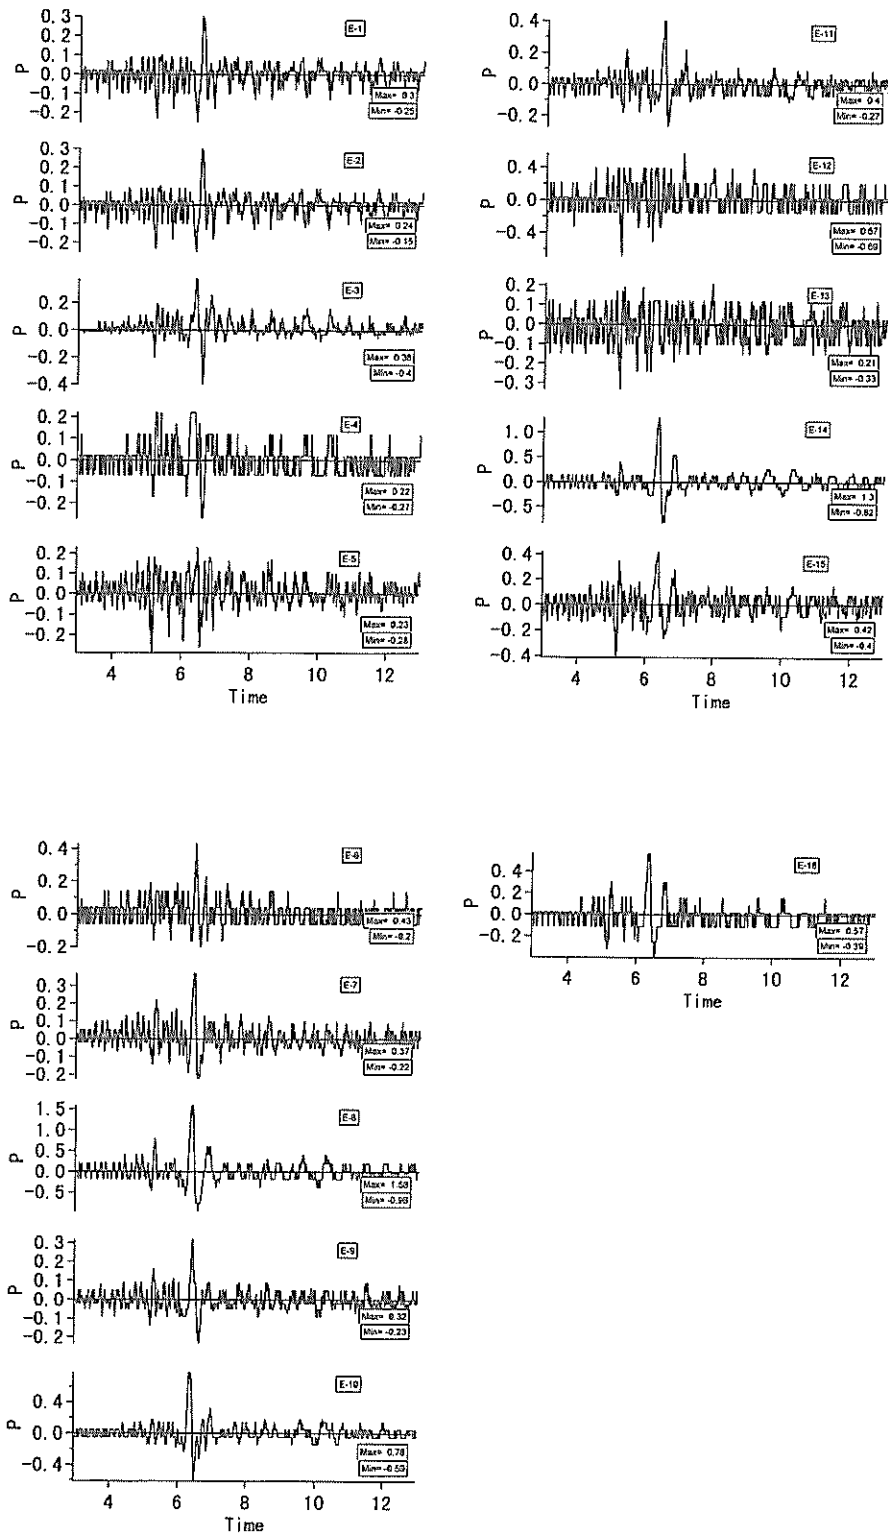 E-1
0.3
0.2
0.1
0.0
-0.1
-0.2
P
Max= 0.3
Min= -0.25
E-2
0.3
0.2
0.1
0.0
-0.1
-0.2
P
Max= 0.24
Min= -0.15
E-3
0.2
0.0
-0.2
-0.4
P
Max= 0.38
Min= -0.4
E-4
0.2
0.1
0.0
-0.1
-0.2
P
Max= 0.22
Min= -0.27
E-5
0.2
0.1
0.0
-0.1
-0.2
P
Max= 0.23
Min= -0.28
4 6 8 10 12
Time
E-11
0.4
0.2
0.0
-0.2
P
Max= 0.4
Min= -0.27
E-12
0.4
0.0
-0.4
P
Max= 0.57
Min= -0.69
E-13
0.2
0.1
0.0
-0.1
-0.2
-0.3
P
Max= 0.21
Min= -0.33
E-14
1.0
0.5
0.0
-0.5
P
Max= 1.3
Min= -0.82
E-15
0.4
0.2
0.0
-0.2
-0.4
P
Max= 0.42
Min= -0.4
4 6 8 10 12
Time
E-6
0.4
0.2
0.0
-0.2
P
Max= 0.43
Min= -0.2
E-7
0.3
0.2
0.1
0.0
-0.1
-0.2
P
Max= 0.37
Min= -0.22
E-8
1.5
1.0
0.5
0.0
-0.5
P
Max= 1.58
E-9
0.3
0.2
0.1
0.0
-0.1
-0.2
P
Max= 0.32
Min= -0.23
E-10
0.4
0.0
-0.4
P
Max= 0.78
Min= -0.59
4 6 8 10 12
Time
E-16
0.4
0.2
0.0
-0.2
P
Max= 0.57
Min= -0.39
4 6 8 10 12
Time